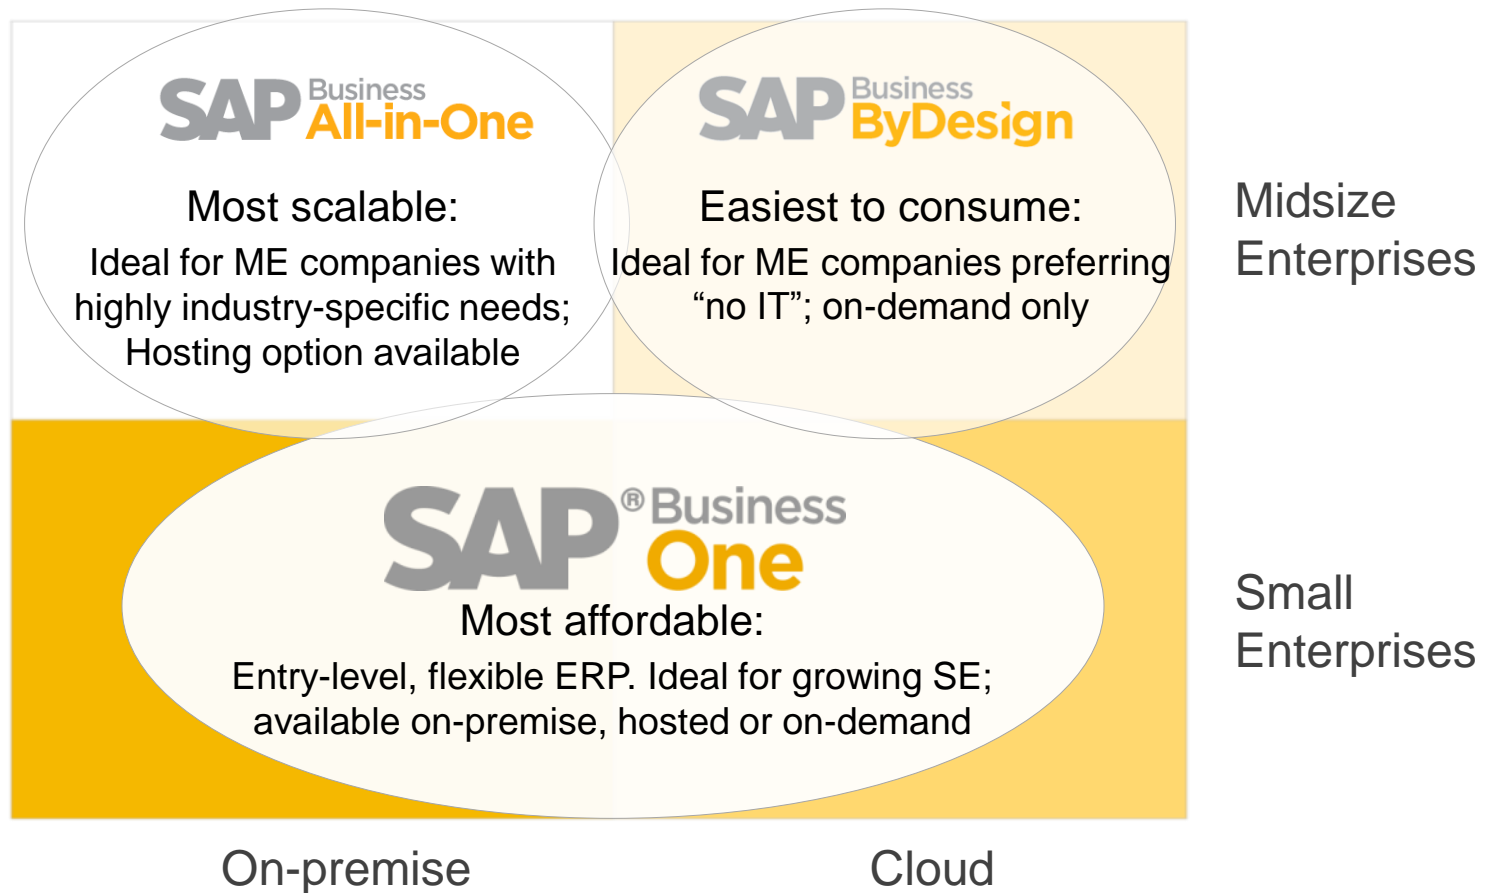 SAP Business All-in-One
Most scalable:
Ideal for ME companies with
highly industry-specific needs;
Hosting option available
SAP Business ByDesign
Easiest to consume:
Ideal for ME companies preferring
“no IT”; on-demand only
Midsize
Enterprises
SAP® Business One
Most affordable:
Entry-level, flexible ERP. Ideal for growing SE;
available on-premise, hosted or on-demand
Small
Enterprises
On-premise
Cloud